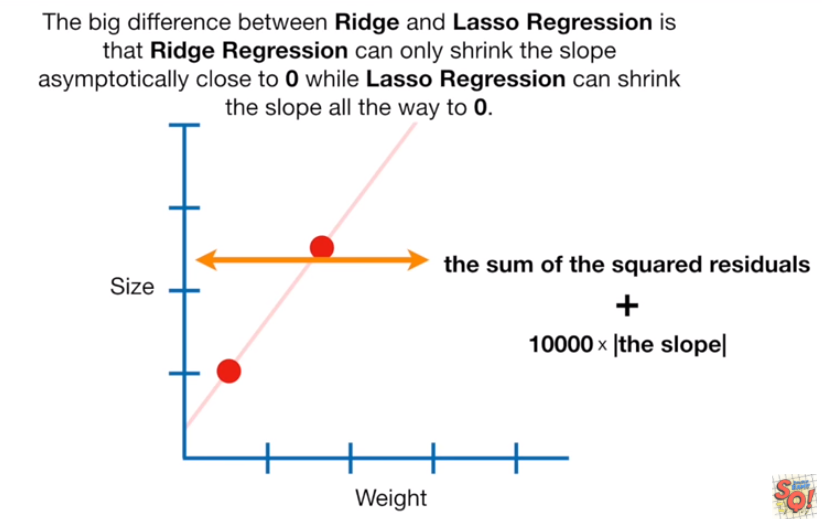 The big difference between Ridge and Lasso Regression is
that Ridge Regression can only shrink the slope
asymptotically close to 0 while Lasso Regression can shrink
the slope all the way to 0.
Size
the sum of the squared residuals
+
10000 x |the slope|
Weight
SQ!